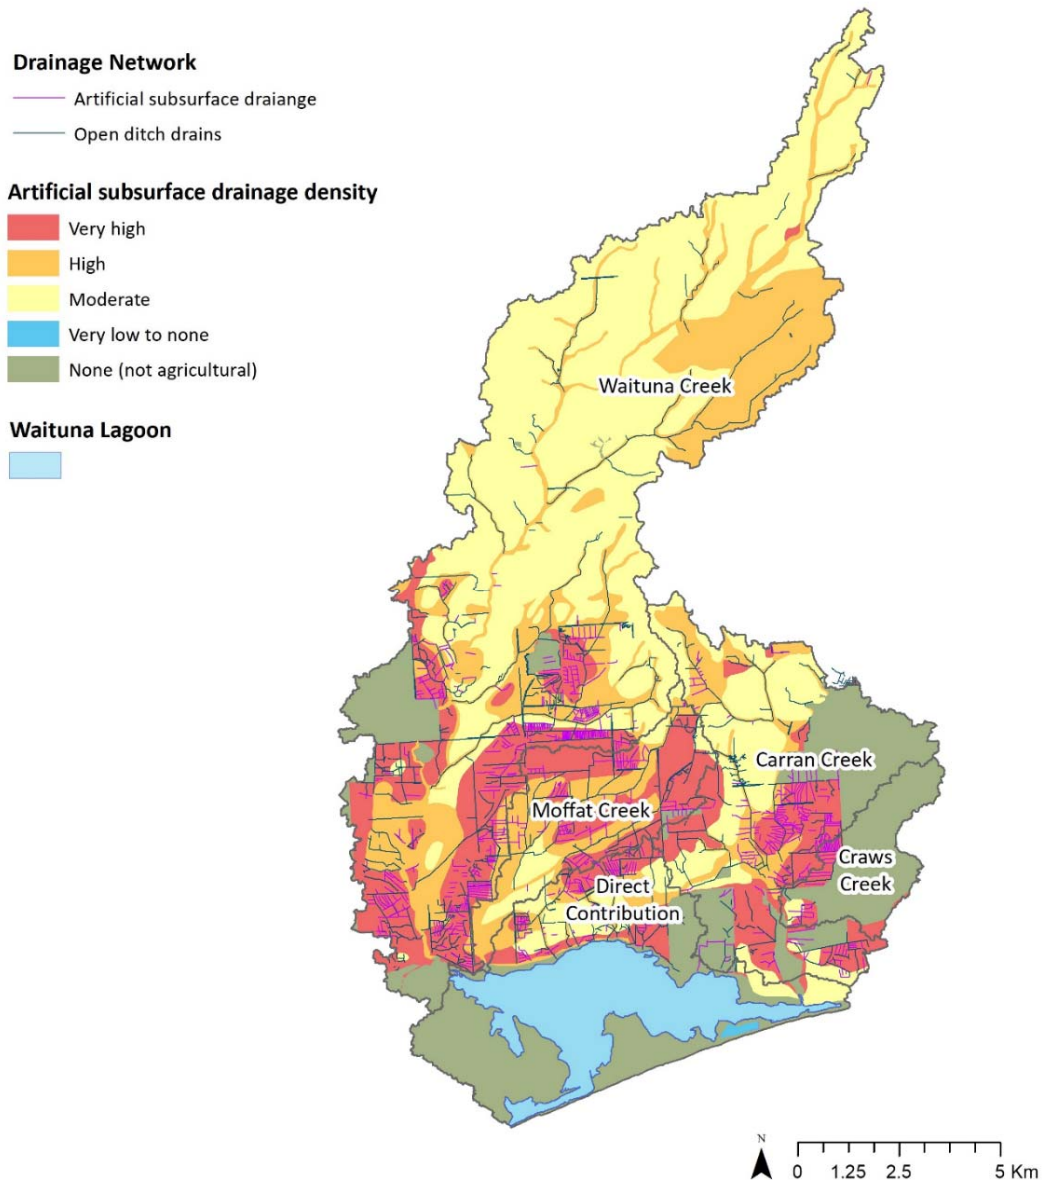 Drainage Network
Artificial subsurface draiange
Open ditch drains
Artificial subsurface drainage density
Very high
High
Moderate
Very low to none
None (not agricultural)
Waituna Lagoon
Waituna Creek
Carran Creek
Moffat Creek
Craws
Creek
Direct
Contribution
N
0 1.25 2.5 5 Km